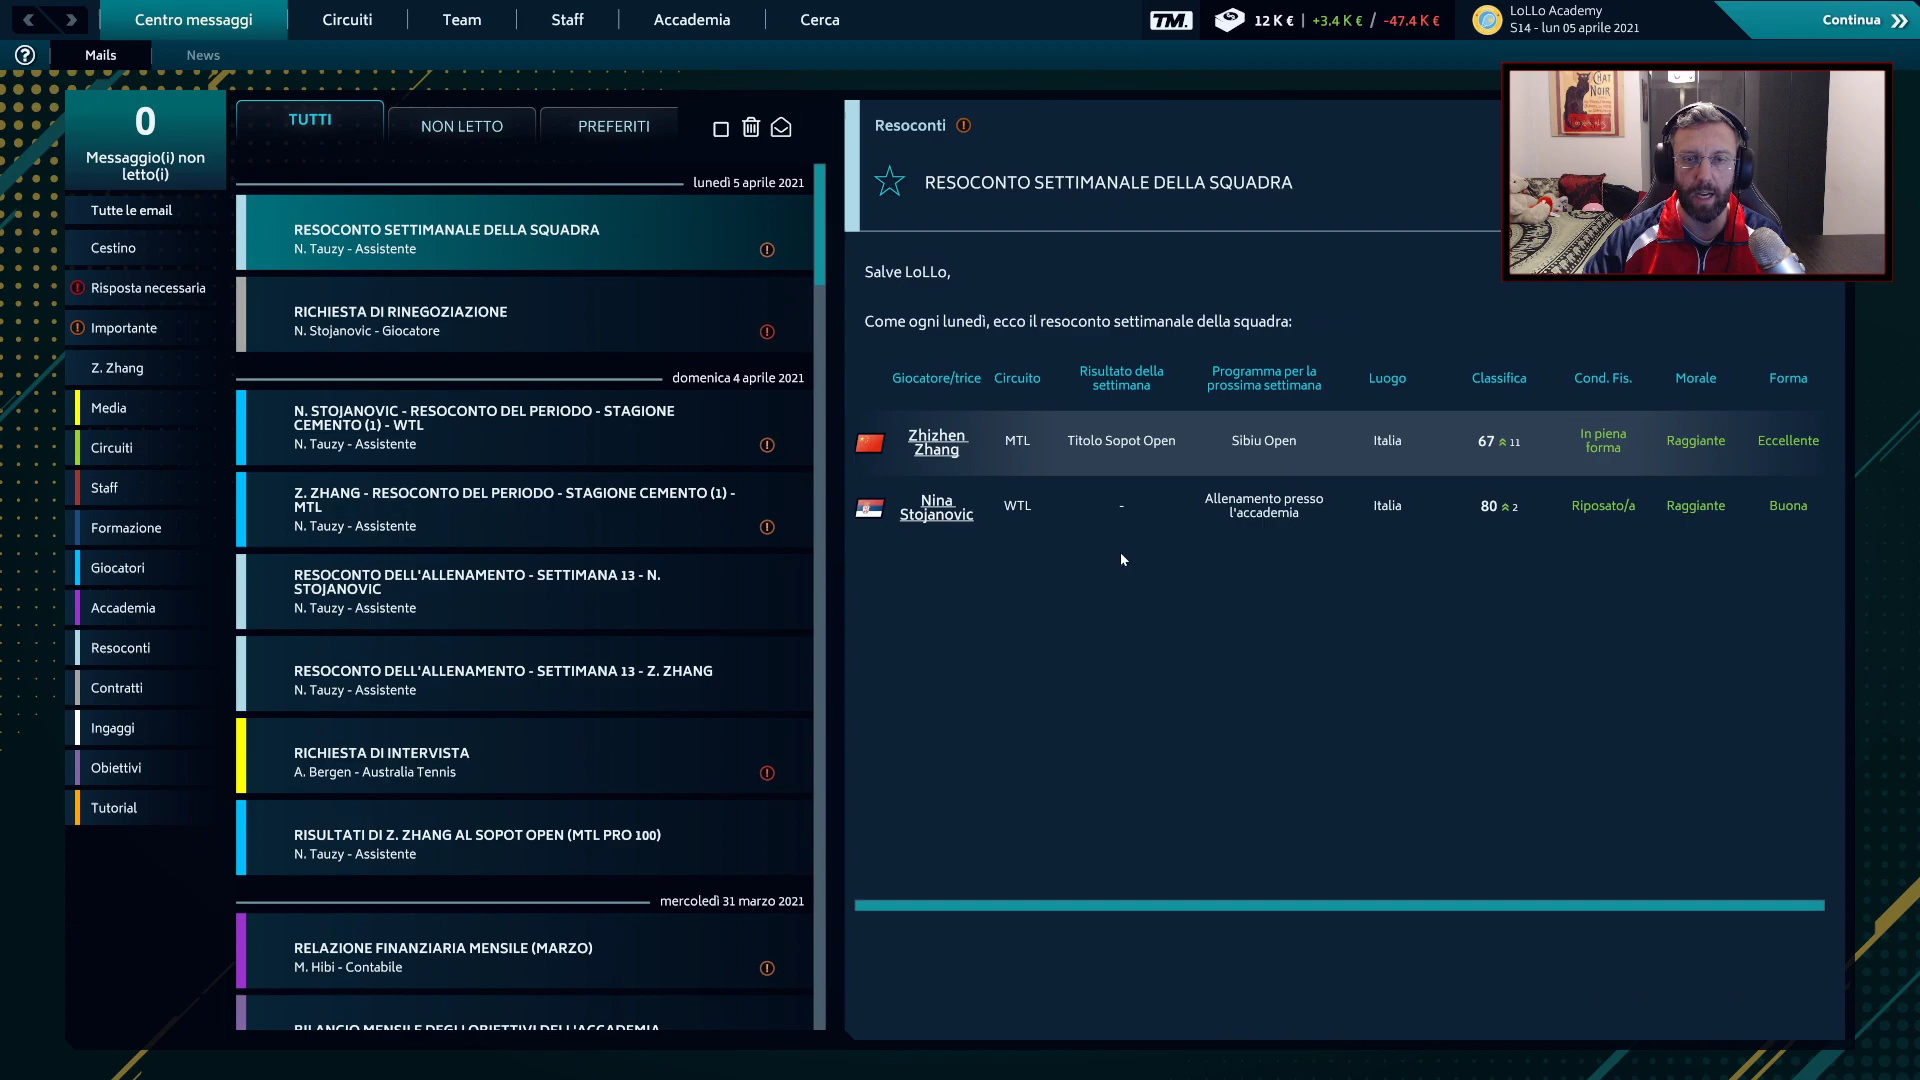 Centro messaggi
Circuiti
Team
Staff
Accademia
Cerca
TM.
12 K € | +3.4 K € / -47.4 K €
LoLLo Academy
S14 - lun 05 aprile 2021
Continua
?
Mails
News
0
Messaggio(i) non
letto(i)
Tutte le email
Cestino
Risposta necessaria
Importante
Z. Zhang
Media
Circuiti
Staff
Formazione
Giocatori
Accademia
Resoconti
Contratti
Ingaggi
Obiettivi
Tutorial
TUTTI
NON LETTO
PREFERITI
lunedì 5 aprile 2021
RESOCONTO SETTIMANALE DELLA SQUADRA
N. Tauzy - Assistente
RICHIESTA DI RINEGOZIAZIONE
N. Stojanovic - Giocatore
domenica 4 aprile 2021
N. STOJANOVIC - RESOCONTO DEL PERIODO - STAGIONE
CEMENTO (1) - WTL
N. Tauzy - Assistente
Z. ZHANG - RESOCONTO DEL PERIODO - STAGIONE CEMENTO (1) -
MTL
N. Tauzy - Assistente
RESOCONTO DELL'ALLENAMENTO - SETTIMANA 13 - N.
STOJANOVIC
N. Tauzy - Assistente
RESOCONTO DELL'ALLENAMENTO - SETTIMANA 13 - Z. ZHANG
N. Tauzy - Assistente
RICHIESTA DI INTERVISTA
A. Bergen - Australia Tennis
RISULTATI DI Z. ZHANG AL SOPOT OPEN (MTL PRO 100)
N. Tauzy - Assistente
mercoledì 31 marzo 2021
RELAZIONE FINANZIARIA MENSILE (MARZO)
M. Hibi - Contabile
BILANCIO MENSILE DEGLI OBIETTIVI DELL'ACCADEMIA
Resoconti
RESOCONTO SETTIMANALE DELLA SQUADRA
CHAT
NOIR
Salve LoLLo,
Come ogni lunedì, ecco il resoconto settimanale della squadra:
Giocatore/trice
Circuito
Risultato della
settimana
Programma per la
prossima settimana
Luogo
Classifica
Cond. Fis.
Morale
Forma
Zhizhen
Zhang
MTL
Titolo Sopot Open
Sibiu Open
Italia
67 11
In piena
forma
Raggiante
Eccellente
Nina
Stojanovic
WTL
-
Allenamento presso
l'accademia
Italia
80 2
Riposato/a
Raggiante
Buona